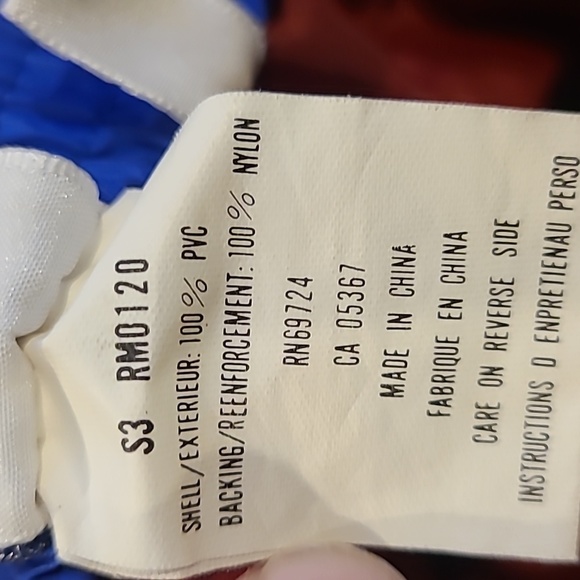 S3 RM0120
SHELL/EXTERIEUR: 100% PVC
BACKING/REENFORCEMENT: 100% NYLON
RN69724
CA 05367
MADE IN CHINA
FABRIQUE EN CHINA
CARE ON REVERSE SIDE
INSTRUCTIONS D ENPRETIENAU PERSO